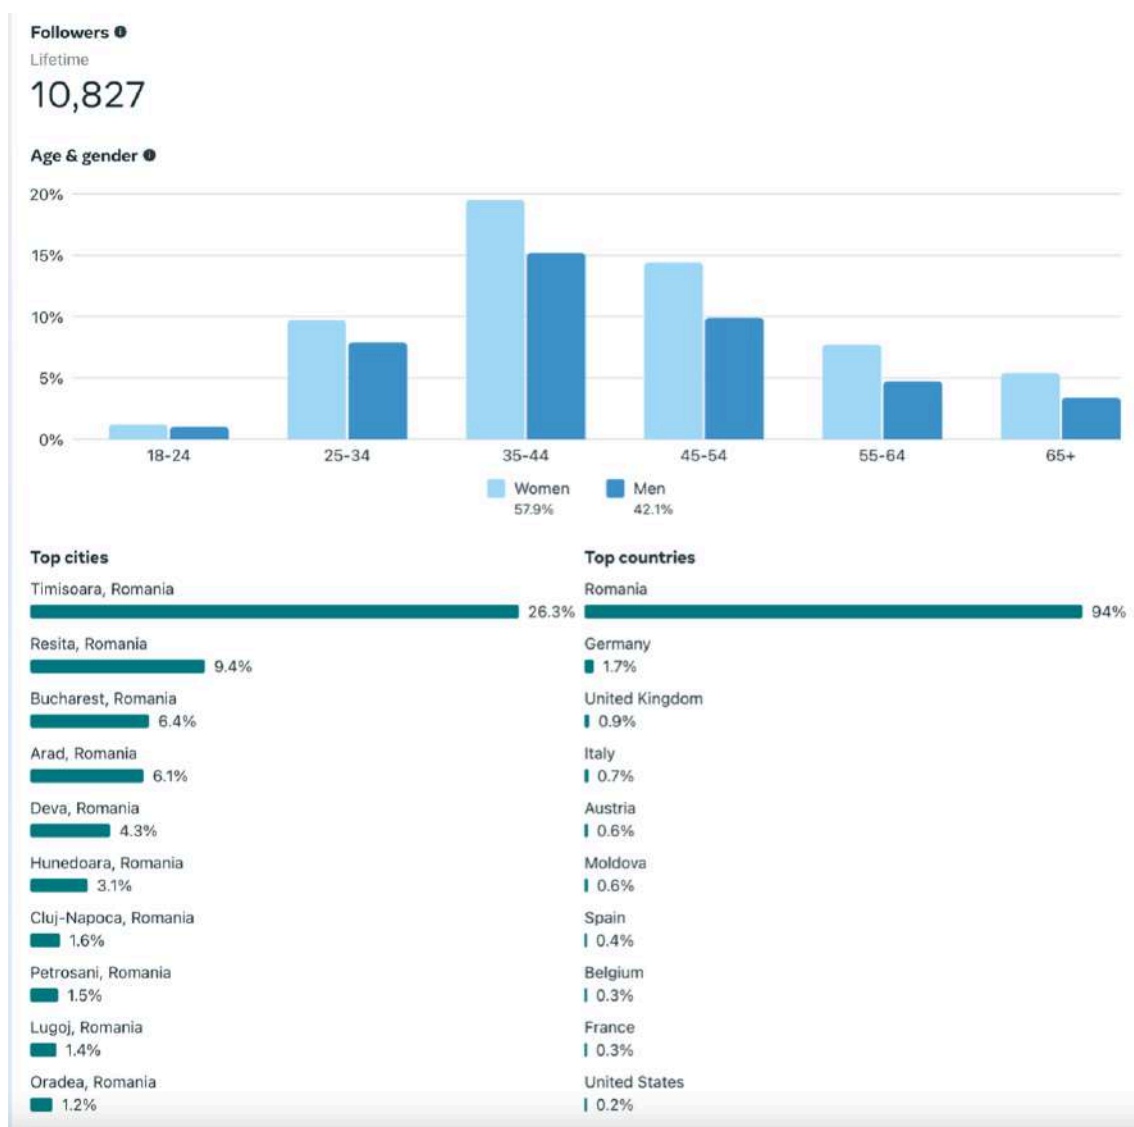 Followers
Lifetime
10,827
Age & gender
20%
15%
10%
5%
0%
18-24 25-34 35-44 45-54 55-64 65+
Women Men
57.9% 42.1%
Top cities
Timisoara, Romania
26.3%
Resita, Romania
9.4%
Bucharest, Romania
6.4%
Arad, Romania
6.1%
Deva, Romania
4.3%
Hunedoara, Romania
3.1%
Cluj-Napoca, Romania
1.6%
Petrosani, Romania
1.5%
Lugoj, Romania
1.4%
Oradea, Romania
1.2%
Top countries
Romania
94%
Germany
1.7%
United Kingdom
0.9%
Italy
0.7%
Austria
0.6%
Moldova
0.6%
Spain
0.4%
Belgium
0.3%
France
0.3%
United States
0.2%